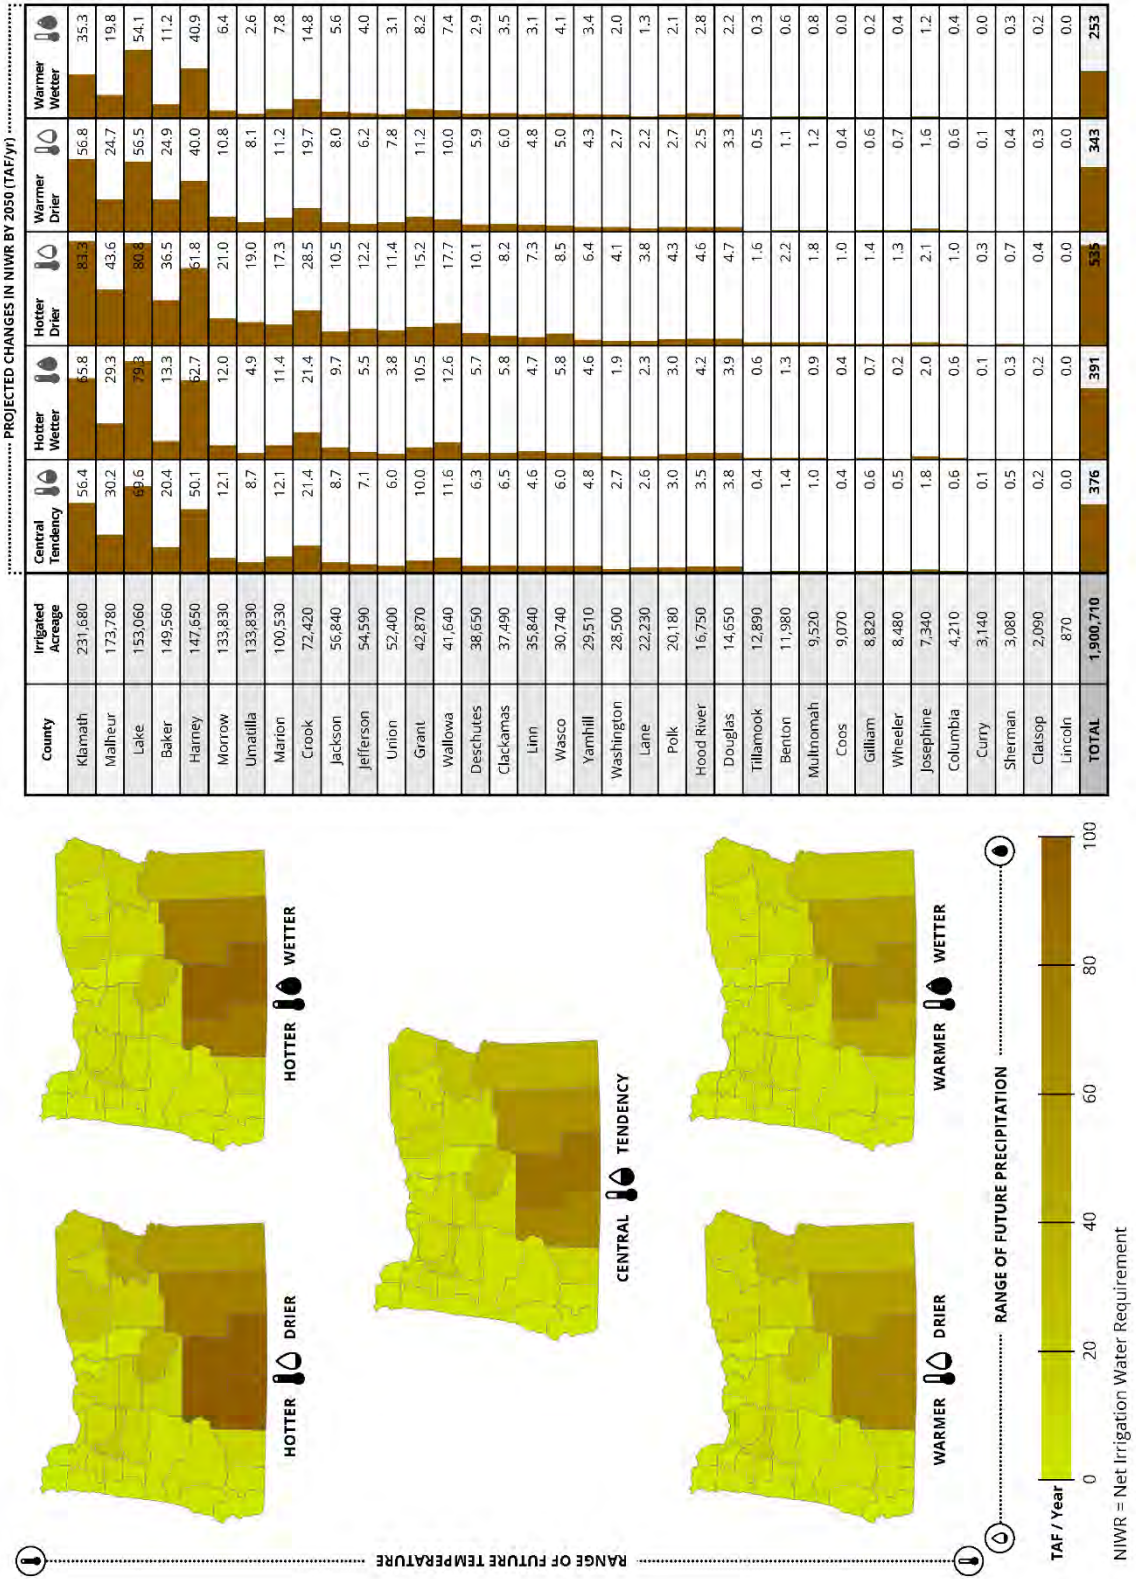 RANGE OF FUTURE TEMPERATURE
HOTTER DRIER
HOTTER WETTER
CENTRAL TENDENCY
WARMER DRIER
WARMER WETTER
RANGE OF FUTURE PRECIPITATION
TAF / Year
0 20 40 60 80 100
NIWR = Net Irrigation Water Requirement
PROJECTED CHANGES IN NIWR BY 2050 (TAF/yr)
County Irrigated Acreage Central Tendency Hotter Wetter Hotter Drier Warmer Drier Warmer Wetter
Klamath 231,680 56.4 65.8 83.3 56.8 35.3
Malheur 173,780 30.2 29.3 43.6 24.7 19.8
Lake 153,060 69.6 79.3 80.8 56.5 54.1
Baker 149,560 20.4 13.3 36.5 24.9 11.2
Harney 147,650 50.1 62.7 61.8 40.0 40.9
Morrow 133,830 12.1 12.0 21.0 10.8 6.4
Umatilla 133,830 8.7 4.9 19.0 8.1 2.6
Marion 100,530 12.1 11.4 17.3 11.2 7.8
Crook 72,420 21.4 21.4 28.5 19.7 14.8
Jackson 56,840 8.7 9.7 10.5 8.0 5.6
Jefferson 54,590 7.1 5.5 12.2 6.2 4.0
Union 52,400 6.0 3.8 11.4 7.8 3.1
Grant 42,870 10.0 10.5 15.2 11.2 8.2
Wallowa 41,640 11.6 12.6 17.7 10.0 7.4
Deschutes 38,650 6.3 5.7 10.1 5.9 2.9
Clackamas 37,490 6.5 5.8 8.2 6.0 3.5
Linn 35,840 4.6 4.7 7.3 4.8 3.1
Wasco 30,740 6.0 5.8 8.5 5.0 4.1
Yamhill 29,510 4.8 4.6 6.4 4.3 3.4
Washington 28,500 2.7 1.9 4.1 2.7 2.0
Lane 22,230 2.6 2.3 3.8 2.2 1.3
Polk 20,180 3.0 3.0 4.3 2.7 2.1
Hood River 16,750 3.5 4.2 4.6 2.5 2.8
Douglas 14,650 3.8 3.9 4.7 3.3 2.2
Tillamook 12,890 0.4 0.6 1.6 0.5 0.3
Benton 11,980 1.4 1.3 2.2 1.1 0.6
Multnomah 9,520 1.0 0.9 1.8 1.2 0.8
Coos 9,070 0.4 0.4 1.0 0.4 0.0
Gilliam 8,820 0.6 0.7 1.4 0.6 0.2
Wheeler 8,480 0.5 0.2 1.3 0.7 0.4
Josephine 7,340 1.8 2.0 2.1 1.6 1.2
Columbia 4,210 0.6 0.6 1.0 0.6 0.4
Curry 3,140 0.1 0.1 0.3 0.1 0.0
Sherman 3,080 0.5 0.3 0.7 0.4 0.3
Clatsop 2,090 0.2 0.2 0.4 0.3 0.2
Lincoln 870 0.0 0.0 0.0 0.0 0.0
TOTAL 1,900,710 376 391 535 343 253